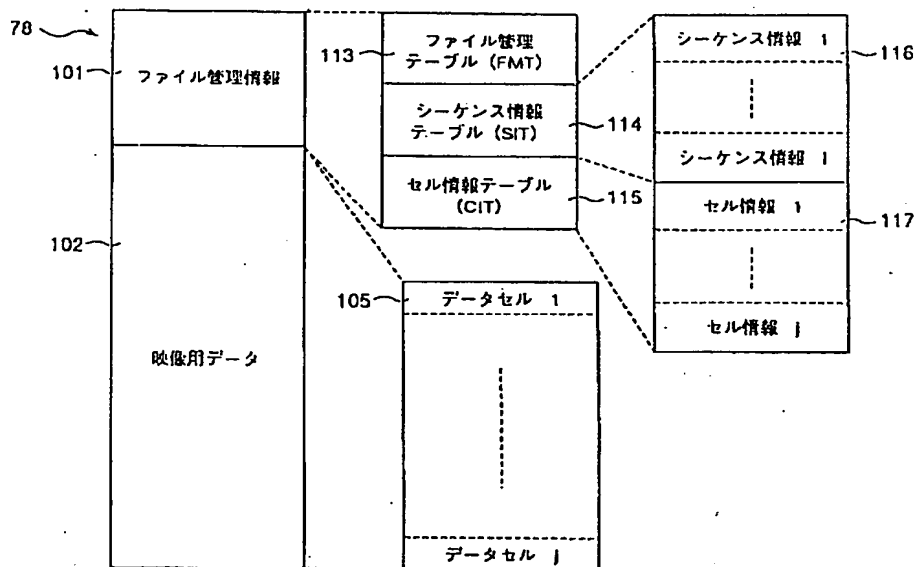 78
101
ファイル管理情報
102
映像用データ
113
ファイル管理
テーブル (FMT)
シーケンス情報
テーブル (SIT)
114
セル情報テーブル
(CIT)
115
105
データセル 1
データセル j
シーケンス情報 1
116
シーケンス情報 1
セル情報 1
117
セル情報 j